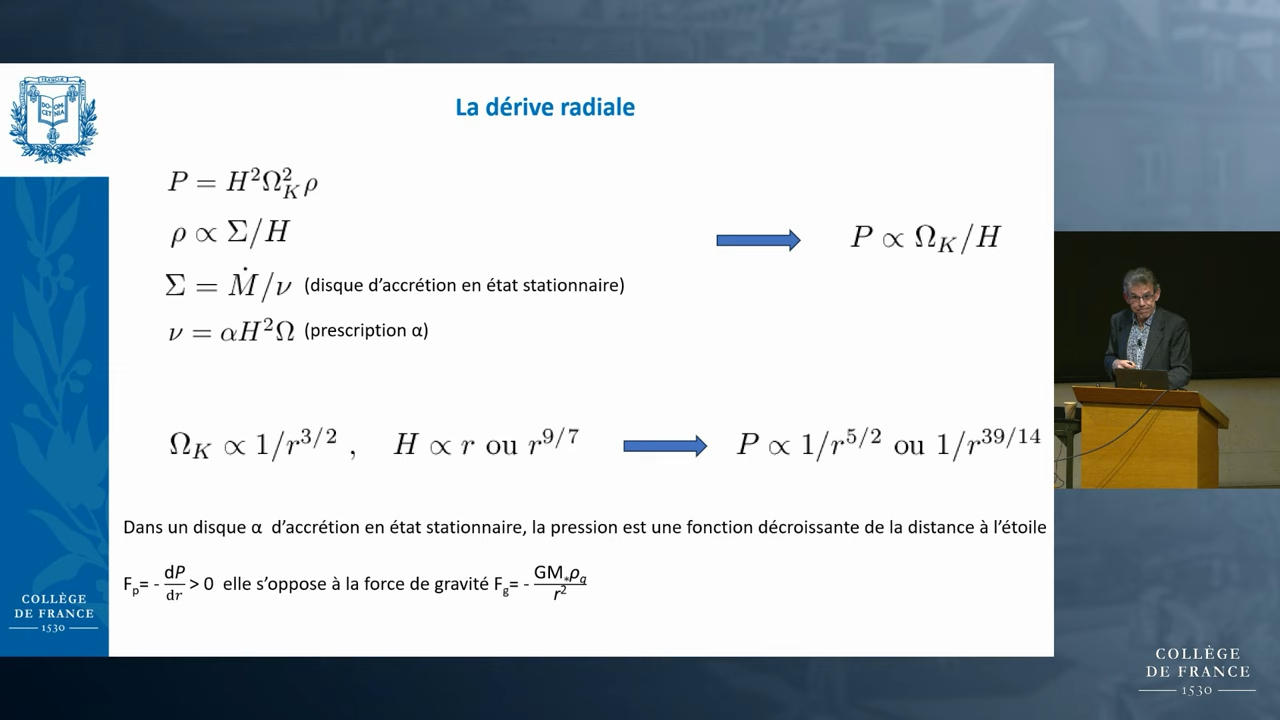 La dérive radiale
P = H²Ω²_K ρ
ρ ∝ Σ/H
P ∝ Ω_K/H
Σ = Ṁ/ν (disque d’accrétion en état stationnaire)
ν = αH²Ω (prescription α)
Ω_K ∝ 1/r^{3/2} , H ∝ r ou r^{9/7}
P ∝ 1/r^{5/2} ou 1/r^{39/14}
Dans un disque α d’accrétion en état stationnaire, la pression est une fonction décroissante de la distance à l’étoile
F_p= - dP/dr > 0 elle s’oppose à la force de gravité F_g= - GM_*ρ_g/r²
COLLÈGE
DE FRANCE
1530
COLLÈGE
DE FRANCE
1530